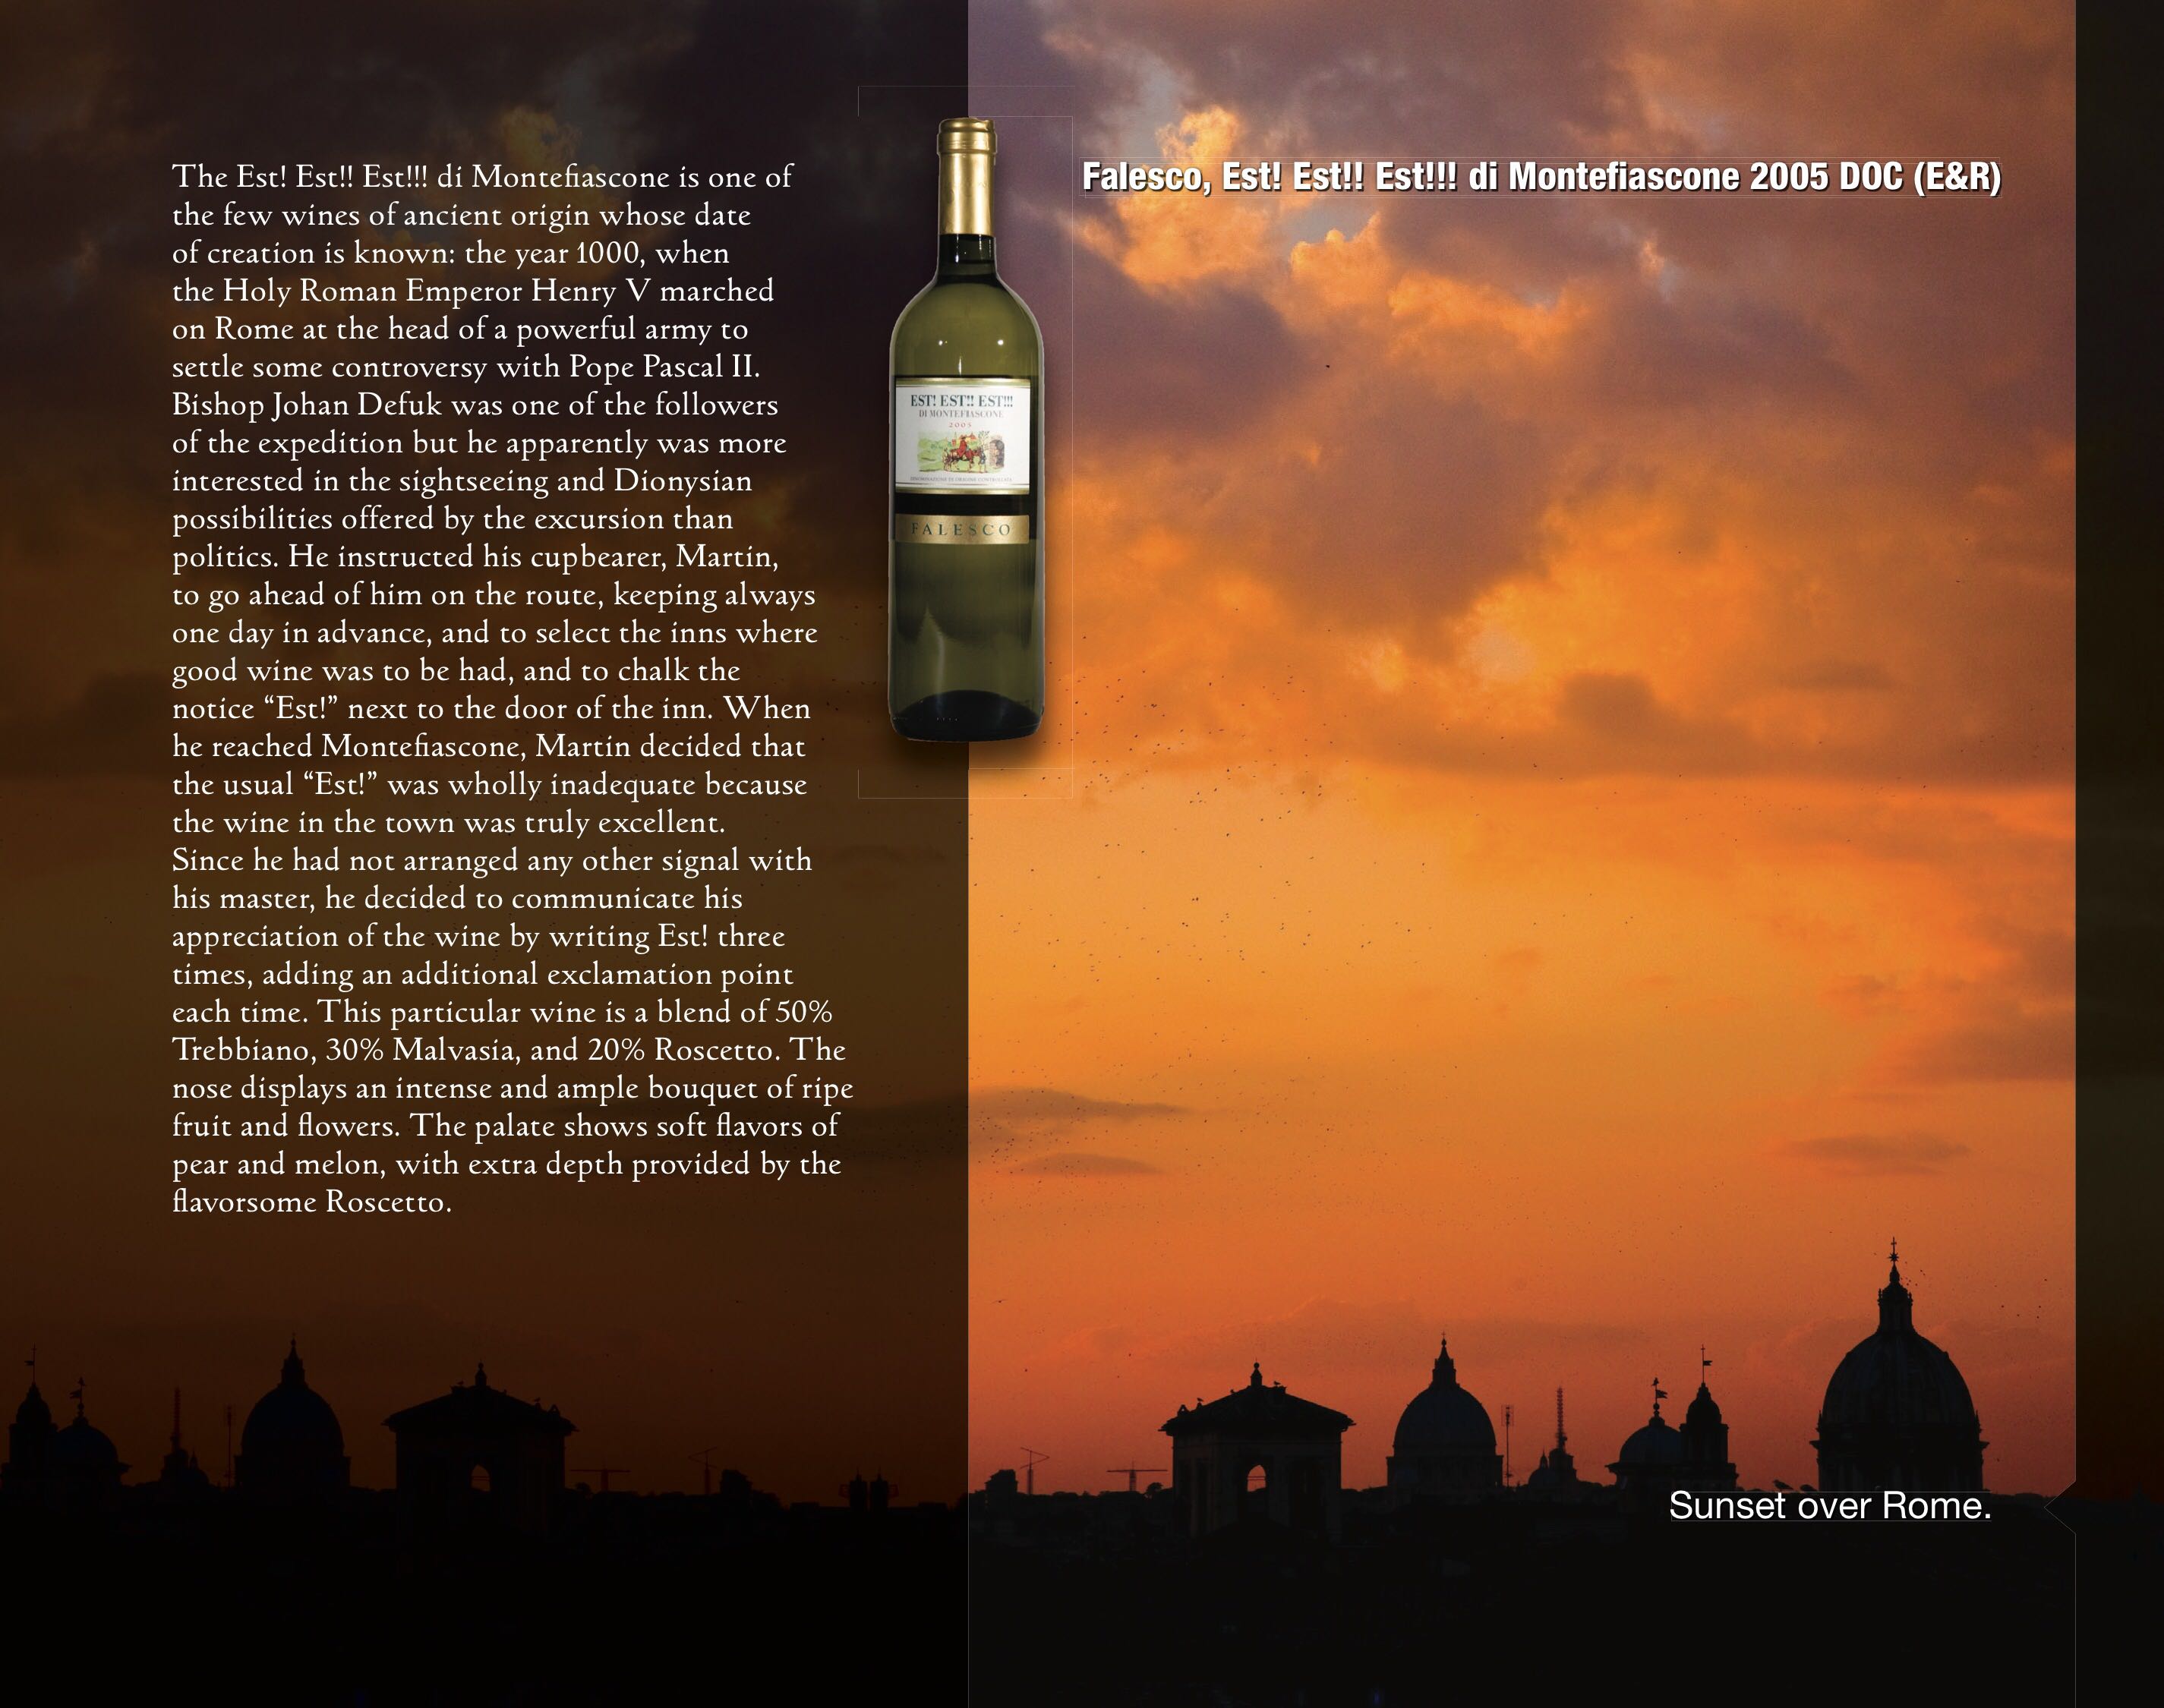 The Est! Est!! Est!!! di Montefiascone is one of
the few wines of ancient origin whose date
of creation is known: the year 1000, when
the Holy Roman Emperor Henry V marched
on Rome at the head of a powerful army to
settle some controversy with Pope Pascal II.
Bishop Johan Defuk was one of the followers
of the expedition but he apparently was more
interested in the sightseeing and Dionysian
possibilities offered by the excursion than
politics. He instructed his cupbearer, Martin,
to go ahead of him on the route, keeping always
one day in advance, and to select the inns where
good wine was to be had, and to chalk the
notice “Est!” next to the door of the inn. When
he reached Montefiascone, Martin decided that
the usual “Est!” was wholly inadequate because
the wine in the town was truly excellent.
Since he had not arranged any other signal with
his master, he decided to communicate his
appreciation of the wine by writing Est! three
times, adding an additional exclamation point
each time. This particular wine is a blend of 50%
Trebbiano, 30% Malvasia, and 20% Roscetto. The
nose displays an intense and ample bouquet of ripe
fruit and flowers. The palate shows soft flavors of
pear and melon, with extra depth provided by the
flavorsome Roscetto.
EST! EST!! EST!!!
DI MONTEFIASCONE
2005
DENOMINAZIONE DI ORIGINE CONTROLLATA
FALESCO
Falesco, Est! Est!! Est!!! di Montefiascone 2005 DOC (E&R)
Sunset over Rome.